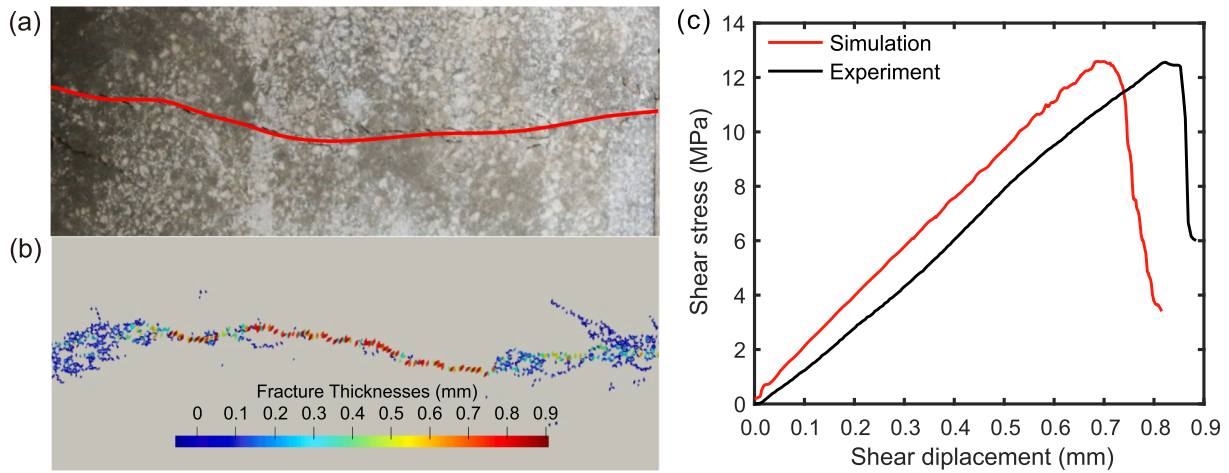 (a)
(b)
Fracture Thicknesses (mm)
0 0.1 0.2 0.3 0.4 0.5 0.6 0.7 0.8 0.9
(c)
14
12
10
8
6
4
2
0
Shear stress (MPa)
Simulation
Experiment
0.0 0.1 0.2 0.3 0.4 0.5 0.6 0.7 0.8 0.9
Shear diplacement (mm)